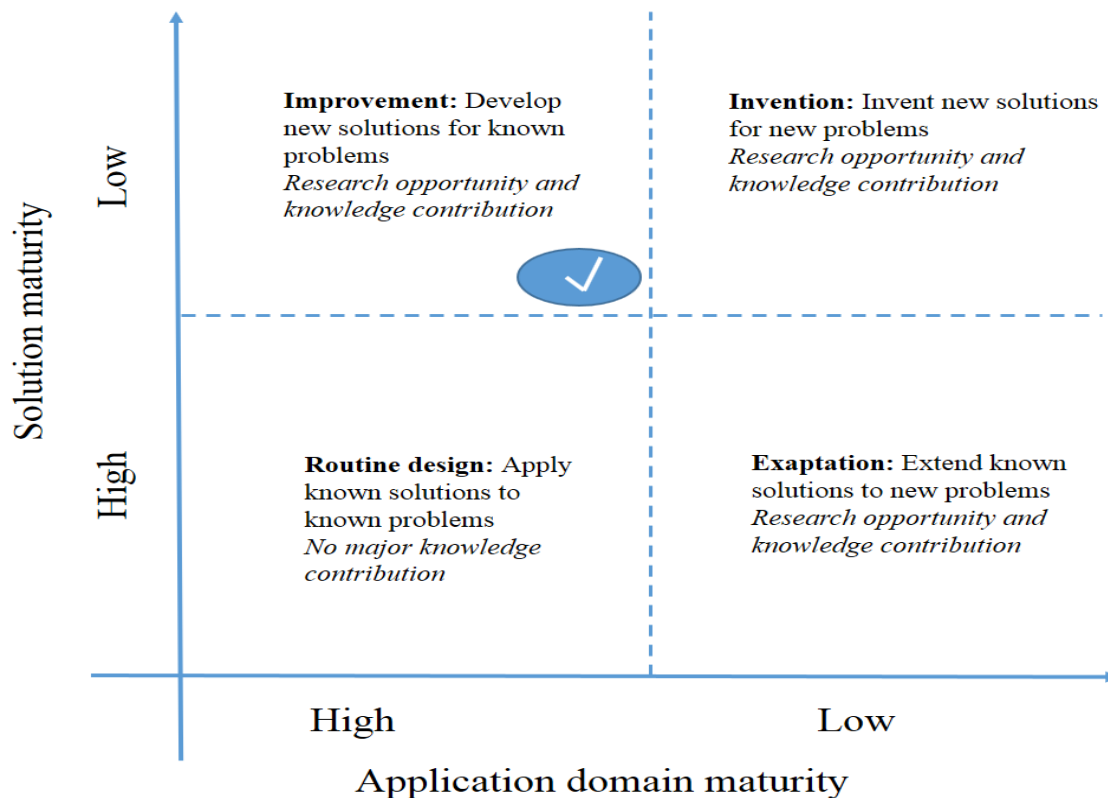 Improvement: Develop
new solutions for known
problems
Research opportunity and
knowledge contribution
Invention: Invent new solutions
for new problems
Research opportunity and
knowledge contribution
Low
Solution maturity
High
Routine design: Apply
known solutions to
known problems
No major knowledge
contribution
Exaptation: Extend known
solutions to new problems
Research opportunity and
knowledge contribution
High
Low
Application domain maturity